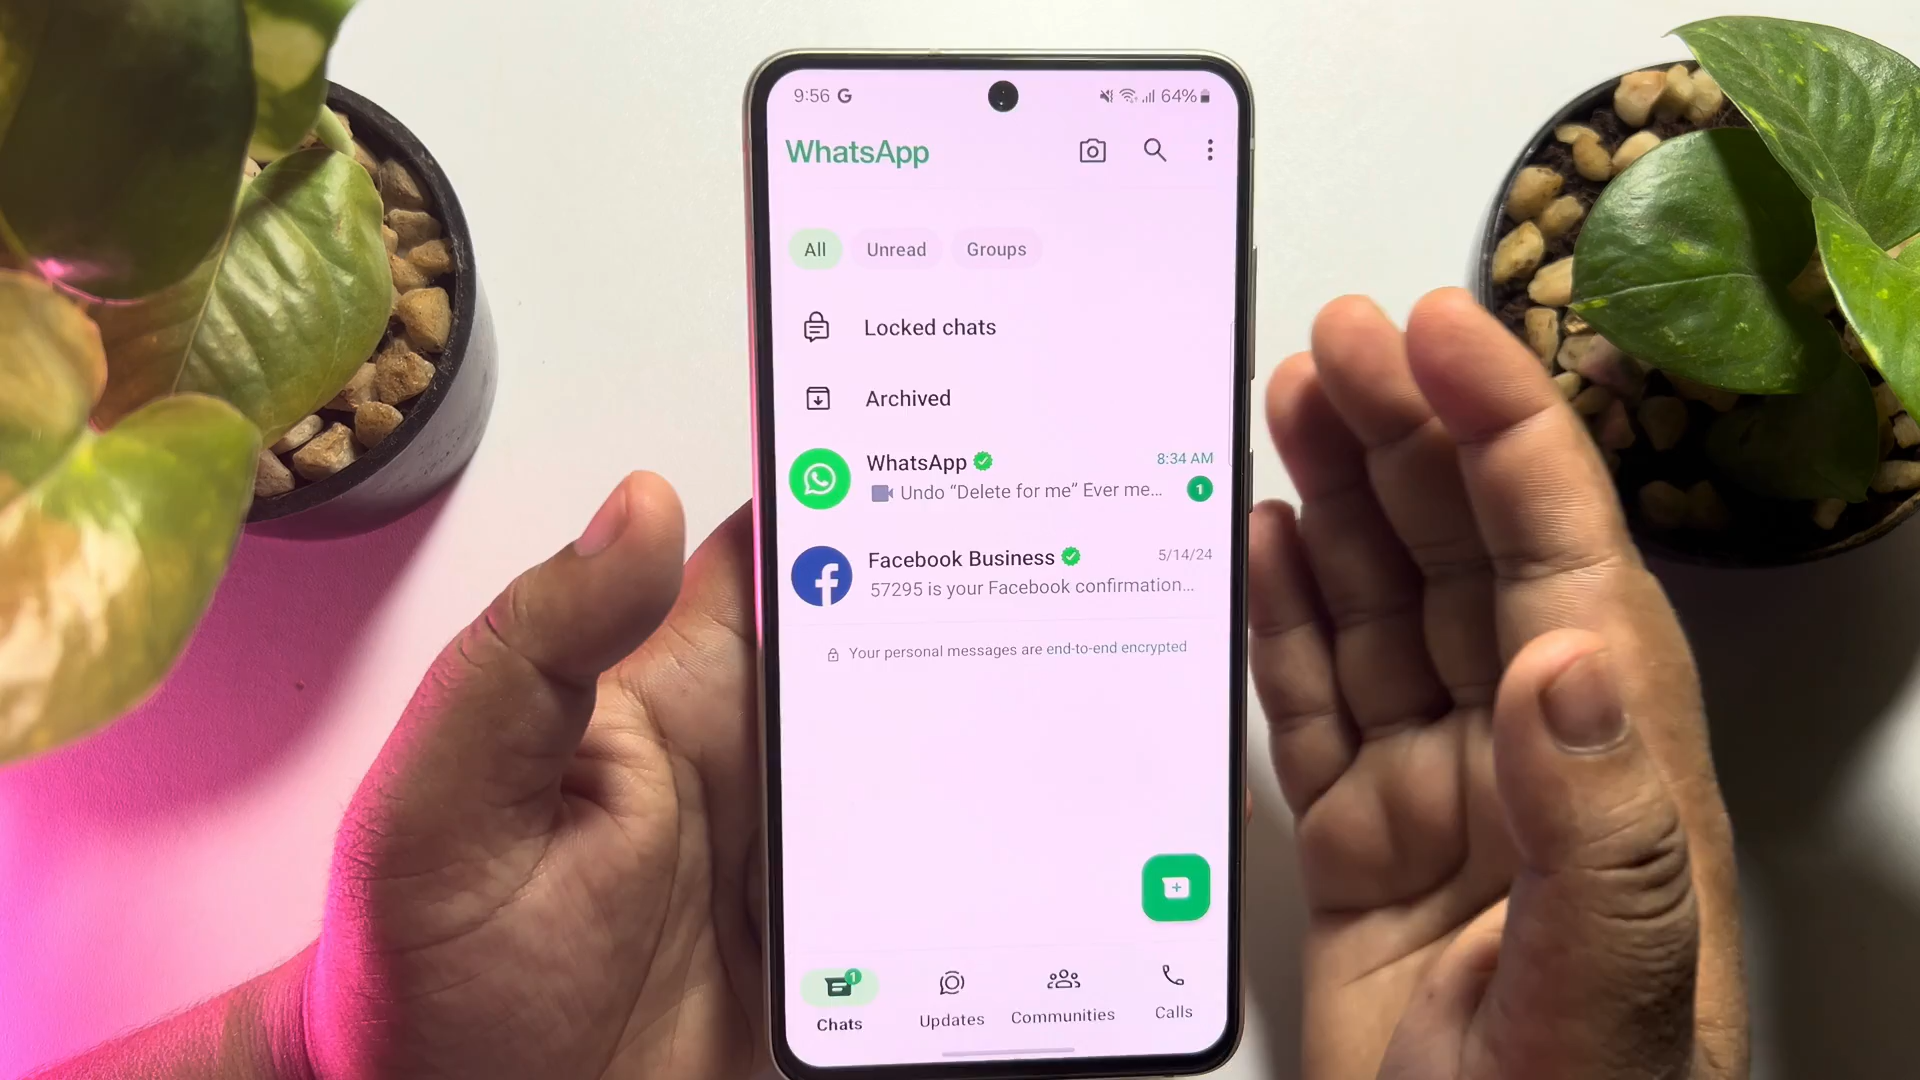 9:56 G 64%
WhatsApp
All Unread Groups
Locked chats
Archived
WhatsApp 8:34 AM
Undo “Delete for me” Ever me... 1
Facebook Business 5/14/24
57295 is your Facebook confirmation...
Your personal messages are end-to-end encrypted
1
Chats Updates Communities Calls